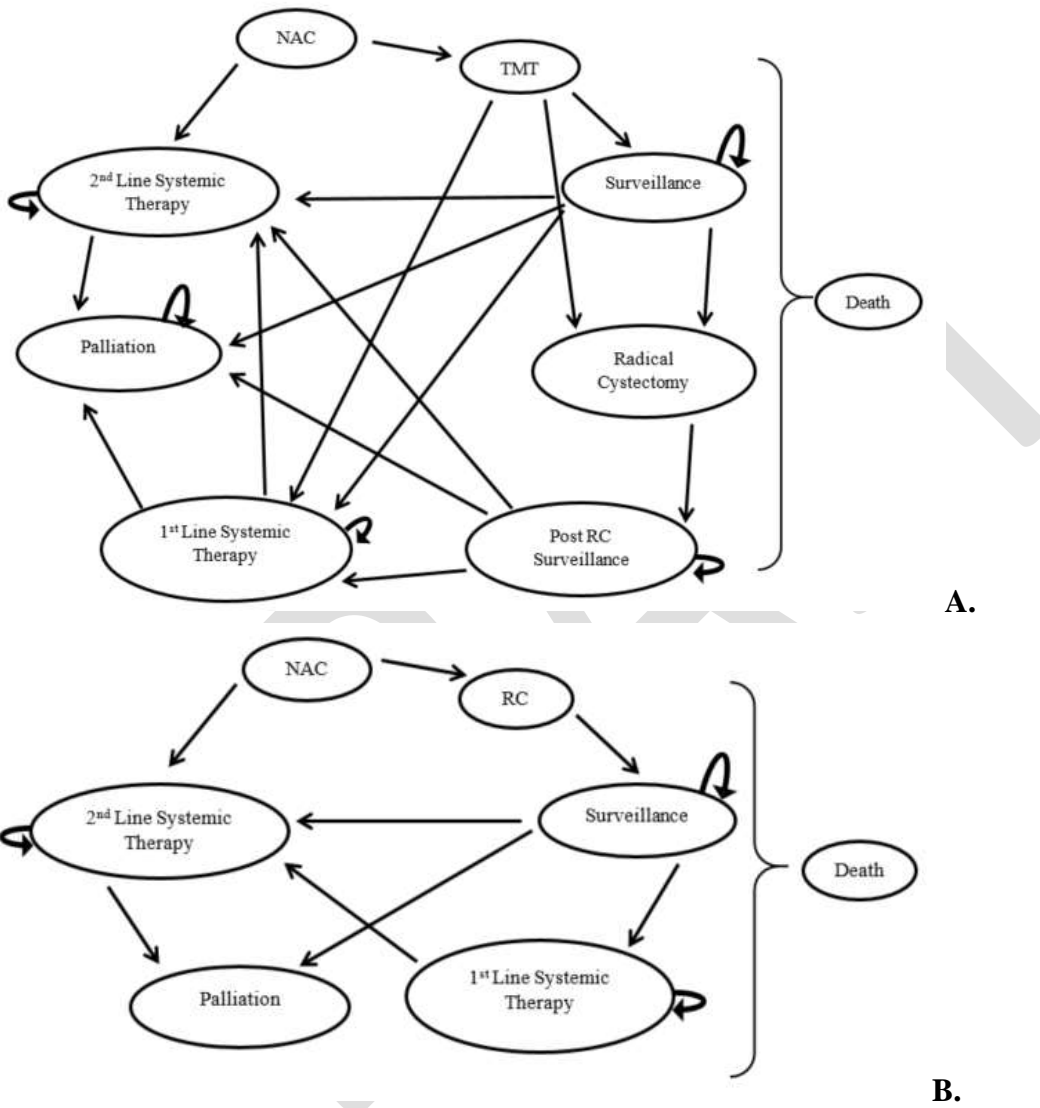 NAC
TMT
2nd Line Systemic
Therapy
Surveillance
Death
Palliation
Radical
Cystectomy
1st Line Systemic
Therapy
Post RC
Surveillance
A.
NAC
RC
2nd Line Systemic
Therapy
Surveillance
Death
Palliation
1st Line Systemic
Therapy
B.